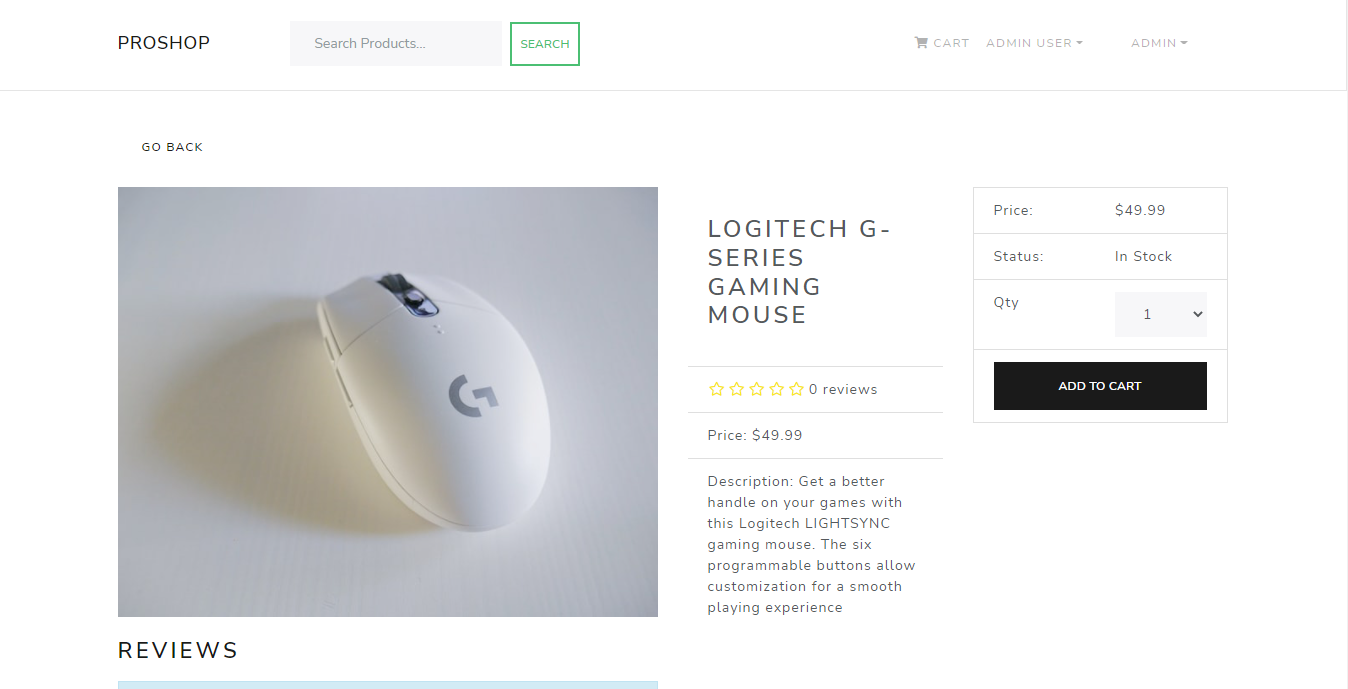 PROSHOP
Search Products...
SEARCH
CART
ADMIN USER
ADMIN
GO BACK
LOGITECH G-
SERIES
GAMING
MOUSE
0 reviews
Price: $49.99
Description: Get a better
handle on your games with
this Logitech LIGHTSYNC
gaming mouse. The six
programmable buttons allow
customization for a smooth
playing experience
Price: $49.99
Status: In Stock
Qty 1
ADD TO CART
REVIEWS